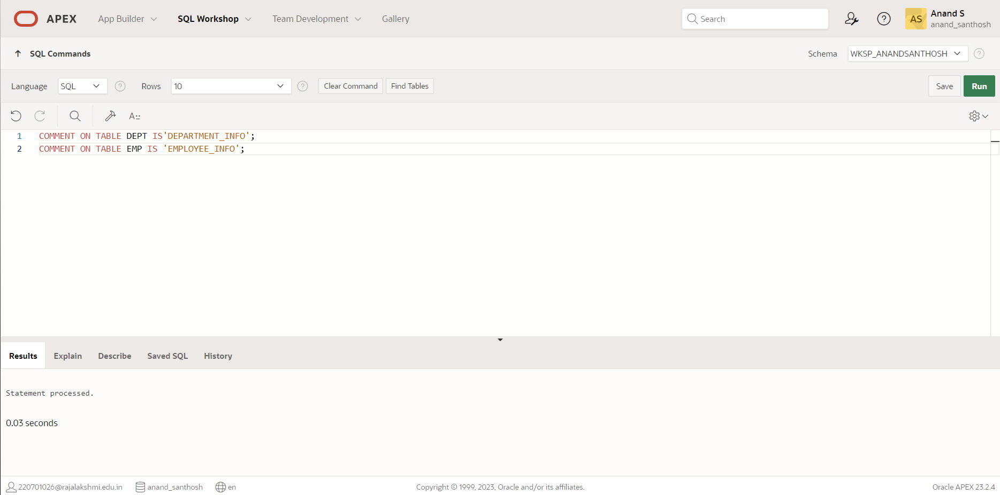 APEX App Builder SQL Workshop Team Development Gallery Search ? AS Anand S
anand_santhosh
SQL Commands Schema WKSP_ANANDSANTHOSH ?
Language SQL ? Rows 10 ? Clear Command Find Tables Save Run
A::
1 COMMENT ON TABLE DEPT IS'DEPARTMENT_INFO';
2 COMMENT ON TABLE EMP IS 'EMPLOYEE_INFO';
Results Explain Describe Saved SQL History
Statement processed.
0.03 seconds
220701026@rajalakshmi.edu.in anand_santhosh en Copyright © 1999, 2023, Oracle and/or its affiliates. Oracle APEX 23.2.4